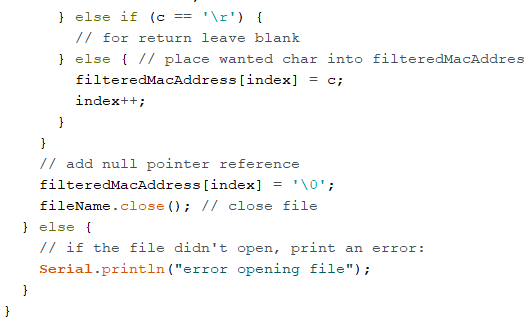 } else if (c == '\r') {
// for return leave blank
} else { // place wanted char into filteredMacAddres
filteredMacAddress[index] = c;
index++;
}
}
// add null pointer reference
filteredMacAddress[index] = '\0';
fileName.close(); // close file
} else {
// if the file didn't open, print an error:
Serial.println("error opening file");
}
}